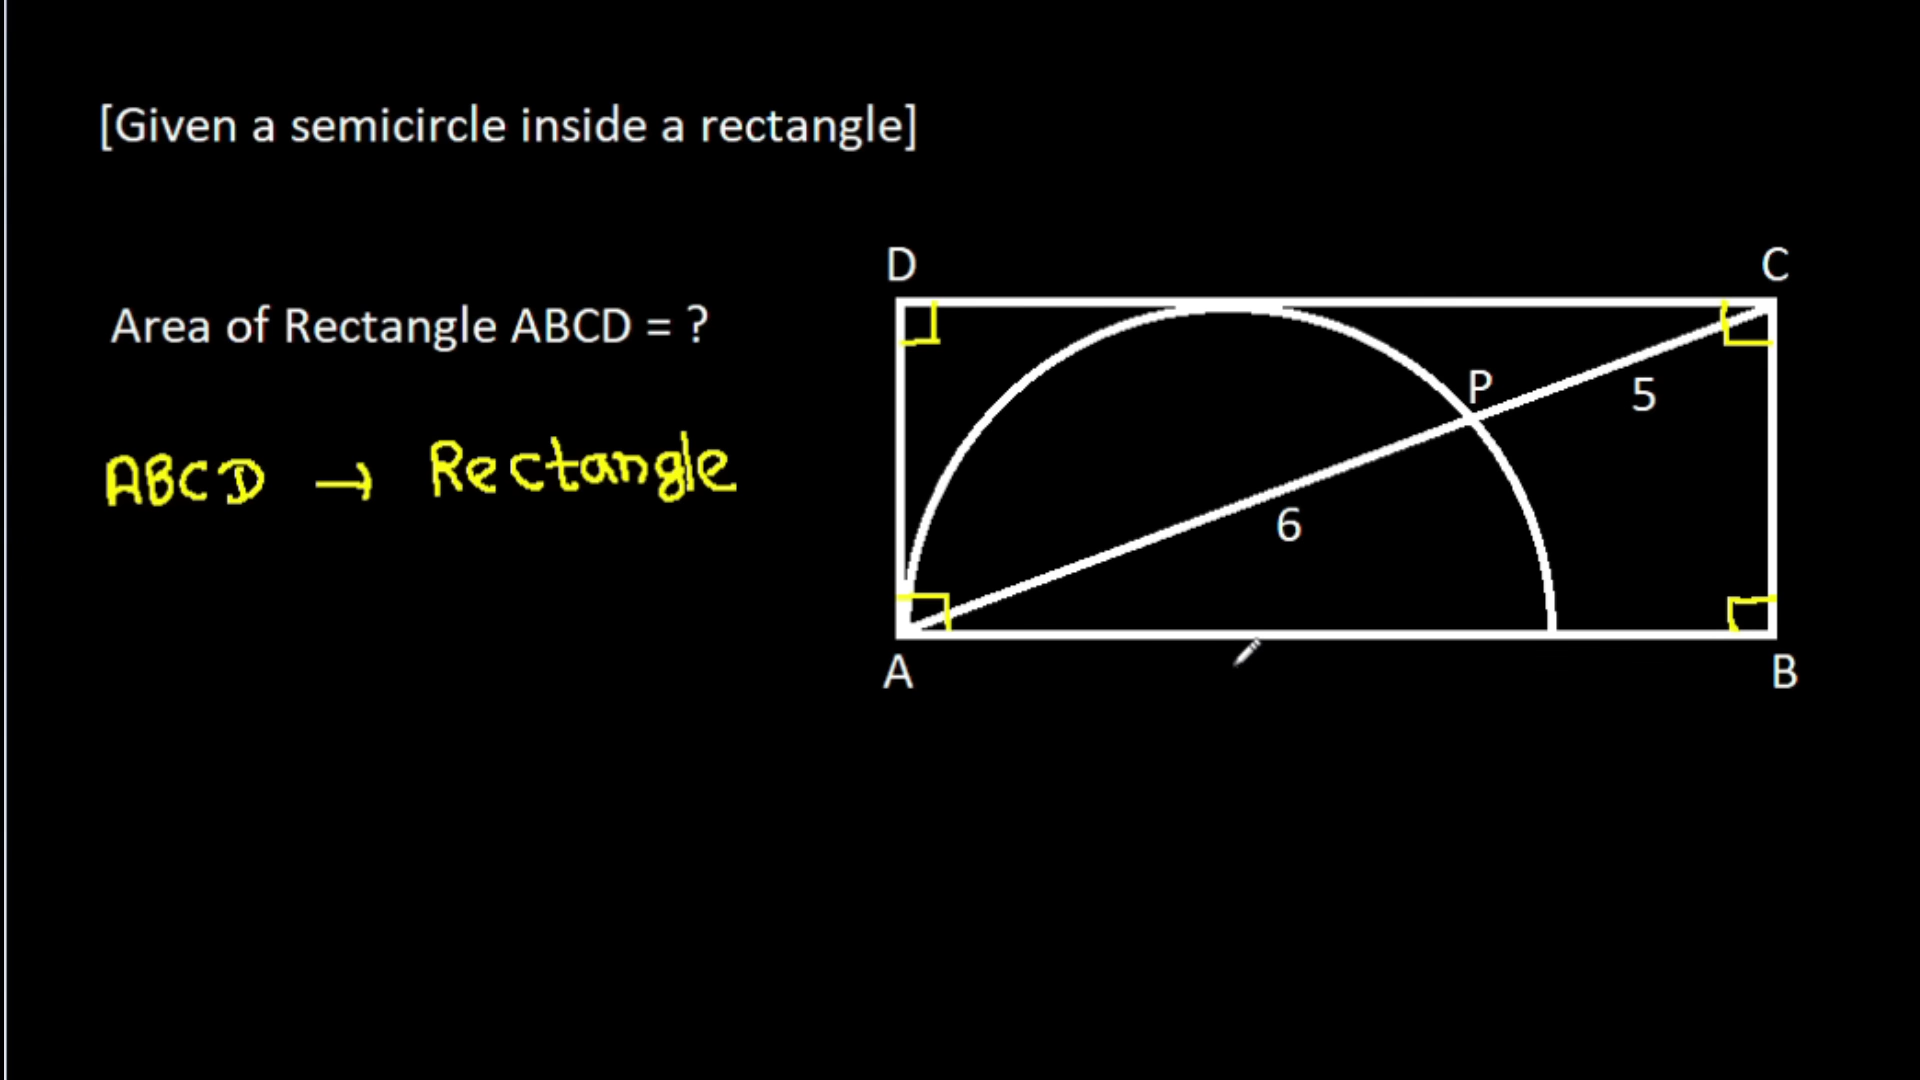 [Given a semicircle inside a rectangle]
Area of Rectangle ABCD = ?
ABCD → Rectangle
D
C
P
5
6
A
B